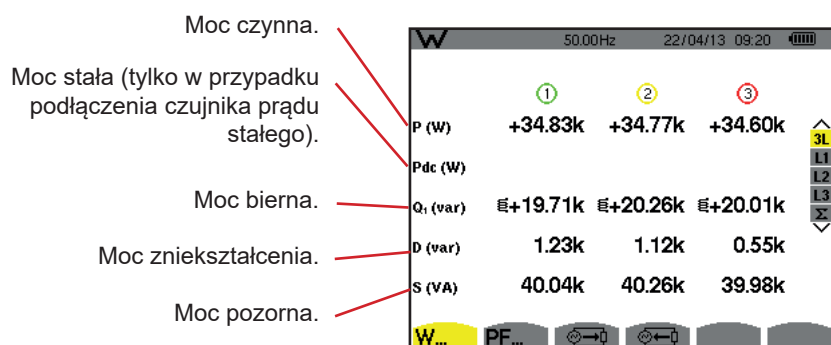 Moc czynna.
Moc stała (tylko w przypadku
podłączenia czujnika prądu
stałego).
Moc bierna.
Moc zniekształcenia.
Moc pozorna.
W 50.00Hz 22/04/13 09:20
1 2 3
P (W) +34.83k +34.77k +34.60k
Pdc (W)
Q₁ (var) +19.71k +20.26k +20.01k
D (var) 1.23k 1.12k 0.55k
S (VA) 40.04k 40.26k 39.98k
3L
L1
L2
L3
Σ
W... PF...